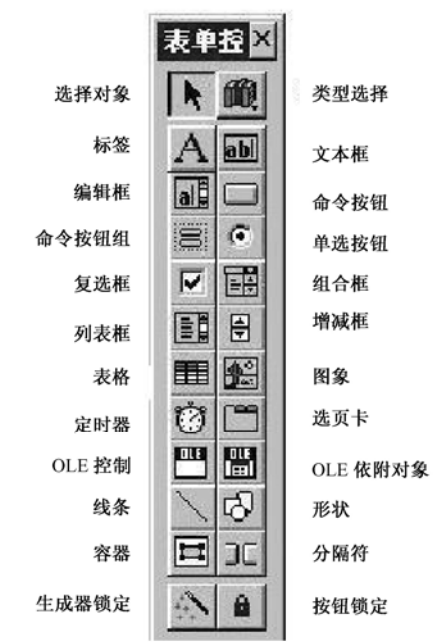 表单控
选择对象 类型选择
标签 A ab 文本框
编辑框 a 命令按钮
命令按钮组 单选按钮
复选框 组合框
列表框 增减框
表格 图象
定时器 选页卡
OLE 控制 OLE OLE OLE 依附对象
线条 形状
容器 分隔符
生成器锁定 按钮锁定